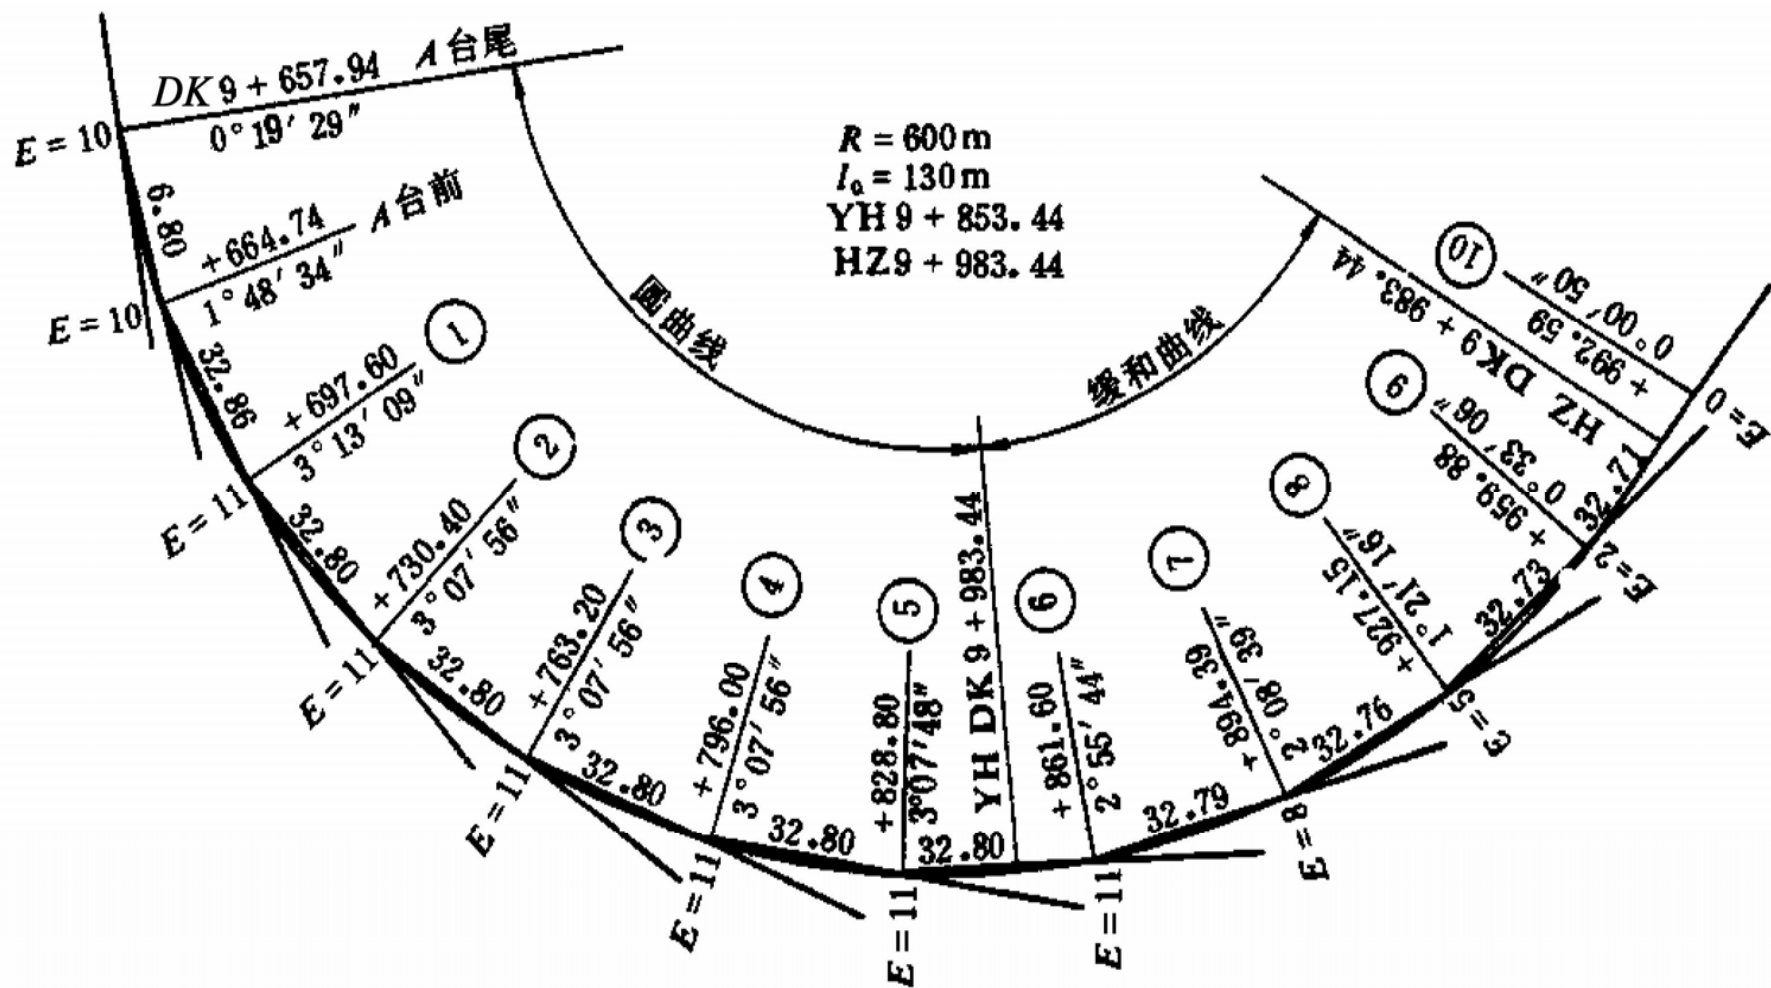 DK 9 + 657.94 A台尾
0° 19′ 29″
E = 10
6.80
+664.74 A台前
1° 48′ 34″
E = 10
32.86
+697.60 ①
3° 13′ 09″
E = 11
32.80
+730.40 ②
3° 07′ 56″
E = 11
32.80
+763.20 ③
3° 07′ 56″
E = 11
32.80
+796.00 ④
3° 07′ 56″
E = 11
32.80
+828.80 ⑤
3°07′48″
E = 11
32.80
YH DK 9 + 983.44
+861.60 ⑥
2° 55′ 44″
E = 11
32.79
+894.39 ⑦
2° 08′ 39″
E = 8
32.76
+927.15 ⑧
1° 21′ 16″
E = 5
32.73
+959.88 ⑨
0° 33′ 06″
E = 2
32.71
HZ DK 9 + 983.44
+992.59 ⑩
0° 00′ 50″
E = 0
R = 600 m
l₀ = 130 m
YH 9 + 853.44
HZ 9 + 983.44
圆曲线
缓和曲线